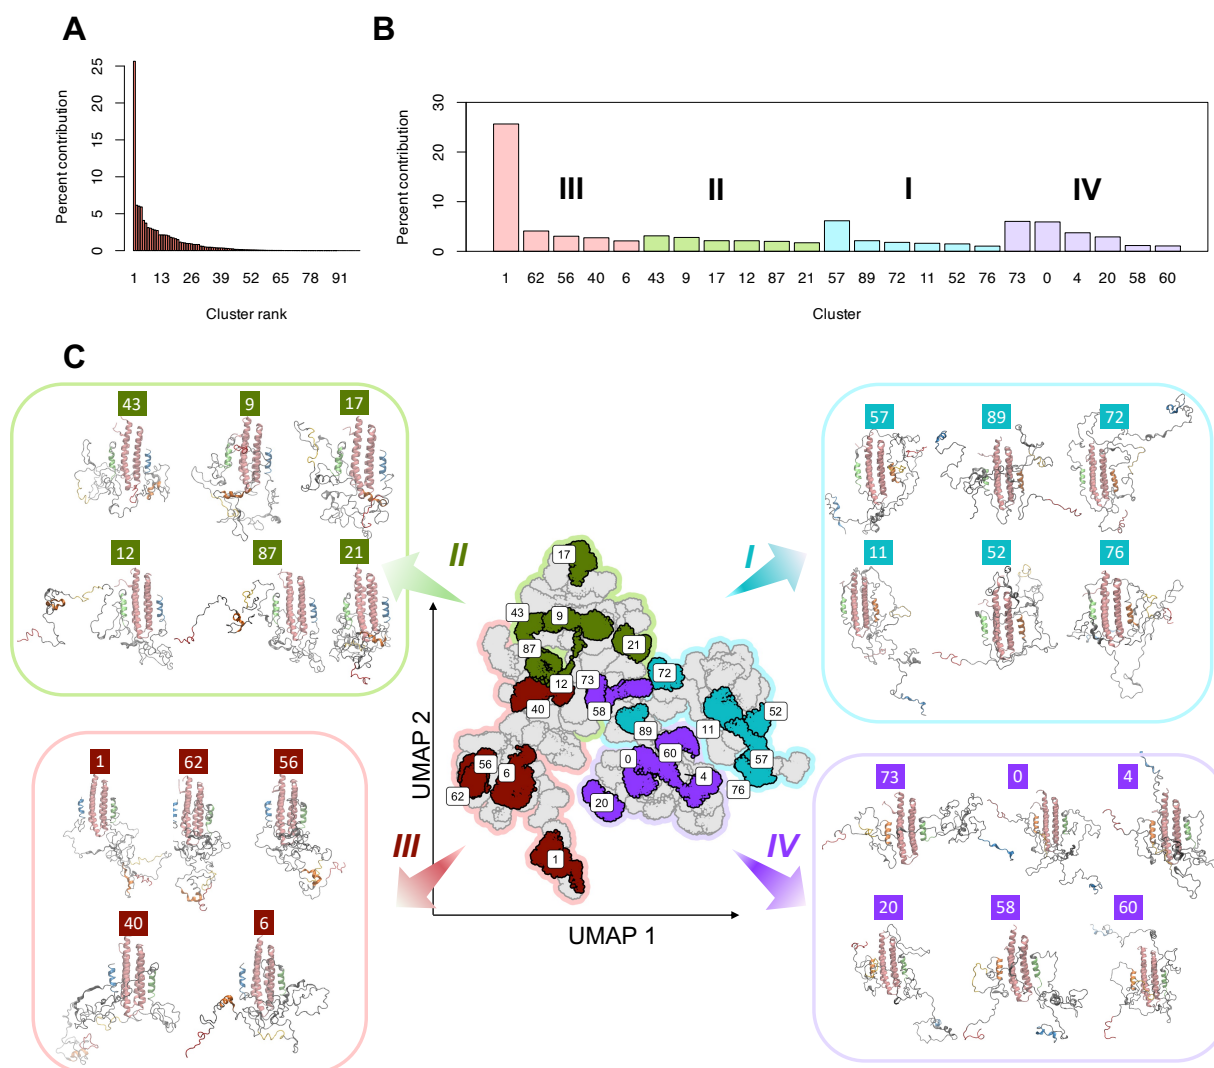 A
Percent contribution
25
20
15
10
5
0
1 13 26 39 52 65 78 91
Cluster rank
B
Percent contribution
30
20
10
0
III II I IV
1 62 56 40 6 43 9 17 12 87 21 57 89 72 11 52 76 73 0 4 20 58 60
Cluster
C
43 9 17
12 87 21
57 89 72
11 52 76
1 62 56
40 6
73 0 4
20 58 60
II
I
III
IV
17
43 9
21
87
12 73 72
40 58
52
89 11
56 6
0 60
57
62
4
76
20
1
UMAP 2
UMAP 1